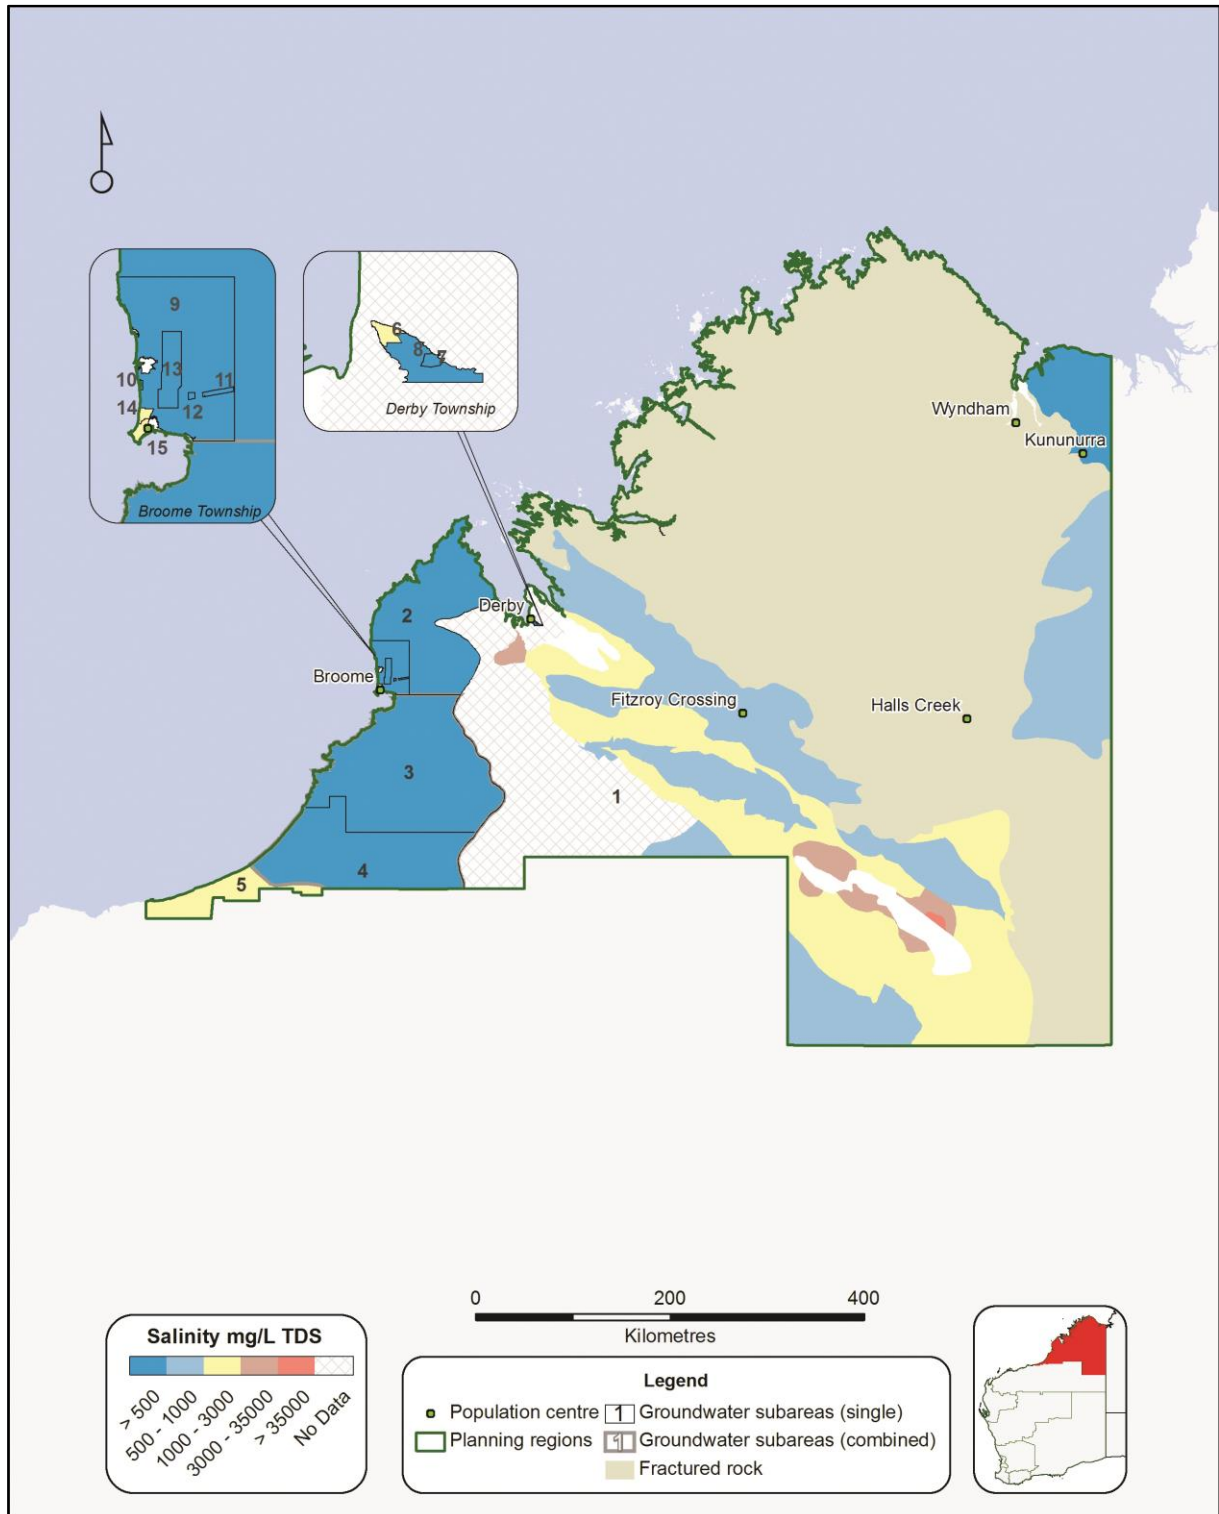 9
13
10
11
12
14
15
Broome Township
6
8
7
Derby Township
Wyndham
Kununurra
Derby
2
Broome
Fitzroy Crossing
Halls Creek
3
1
4
5
0 200 400
Kilometres
Salinity mg/L TDS
> 500
500 - 1000
1000 - 3000
3000 - 35000
> 35000
No Data
Legend
Population centre
1 Groundwater subareas (single)
Planning regions
1 Groundwater subareas (combined)
Fractured rock